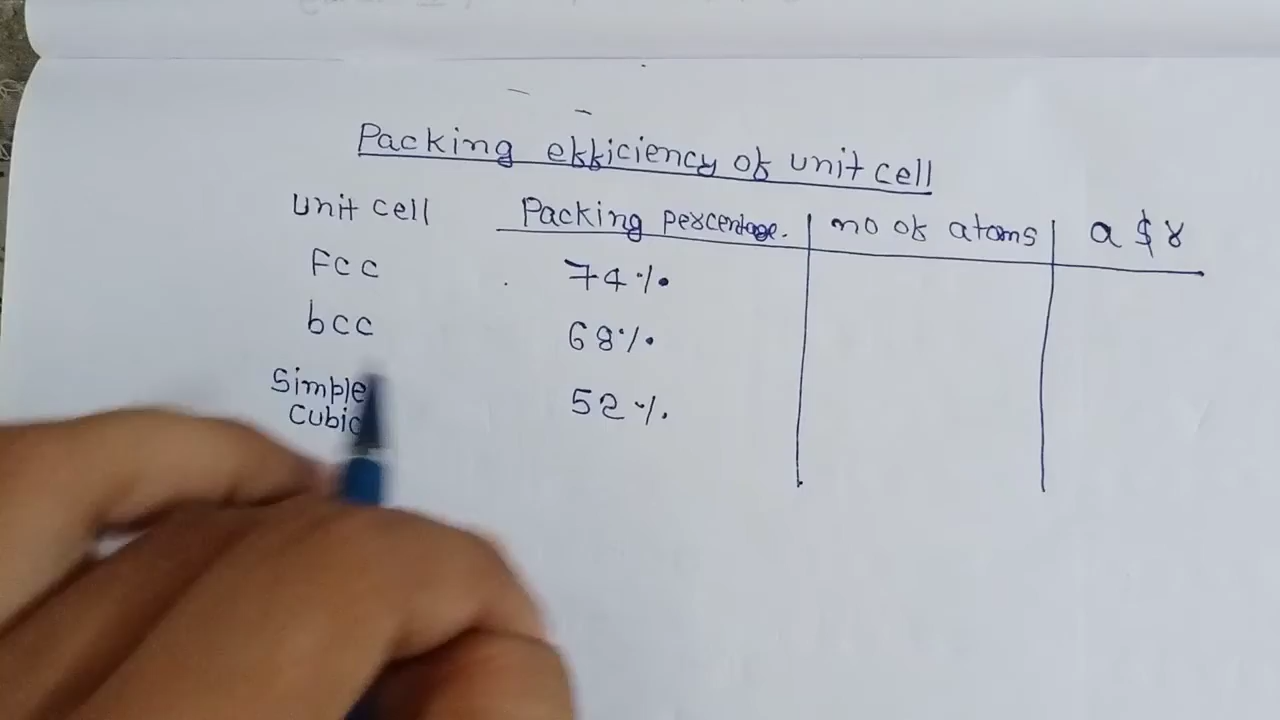 Packing efficiency of unit cell
Unit cell Packing percentage. no of atoms a $ r
Fcc 74%
bcc 68%
Simple 52%
Cubic